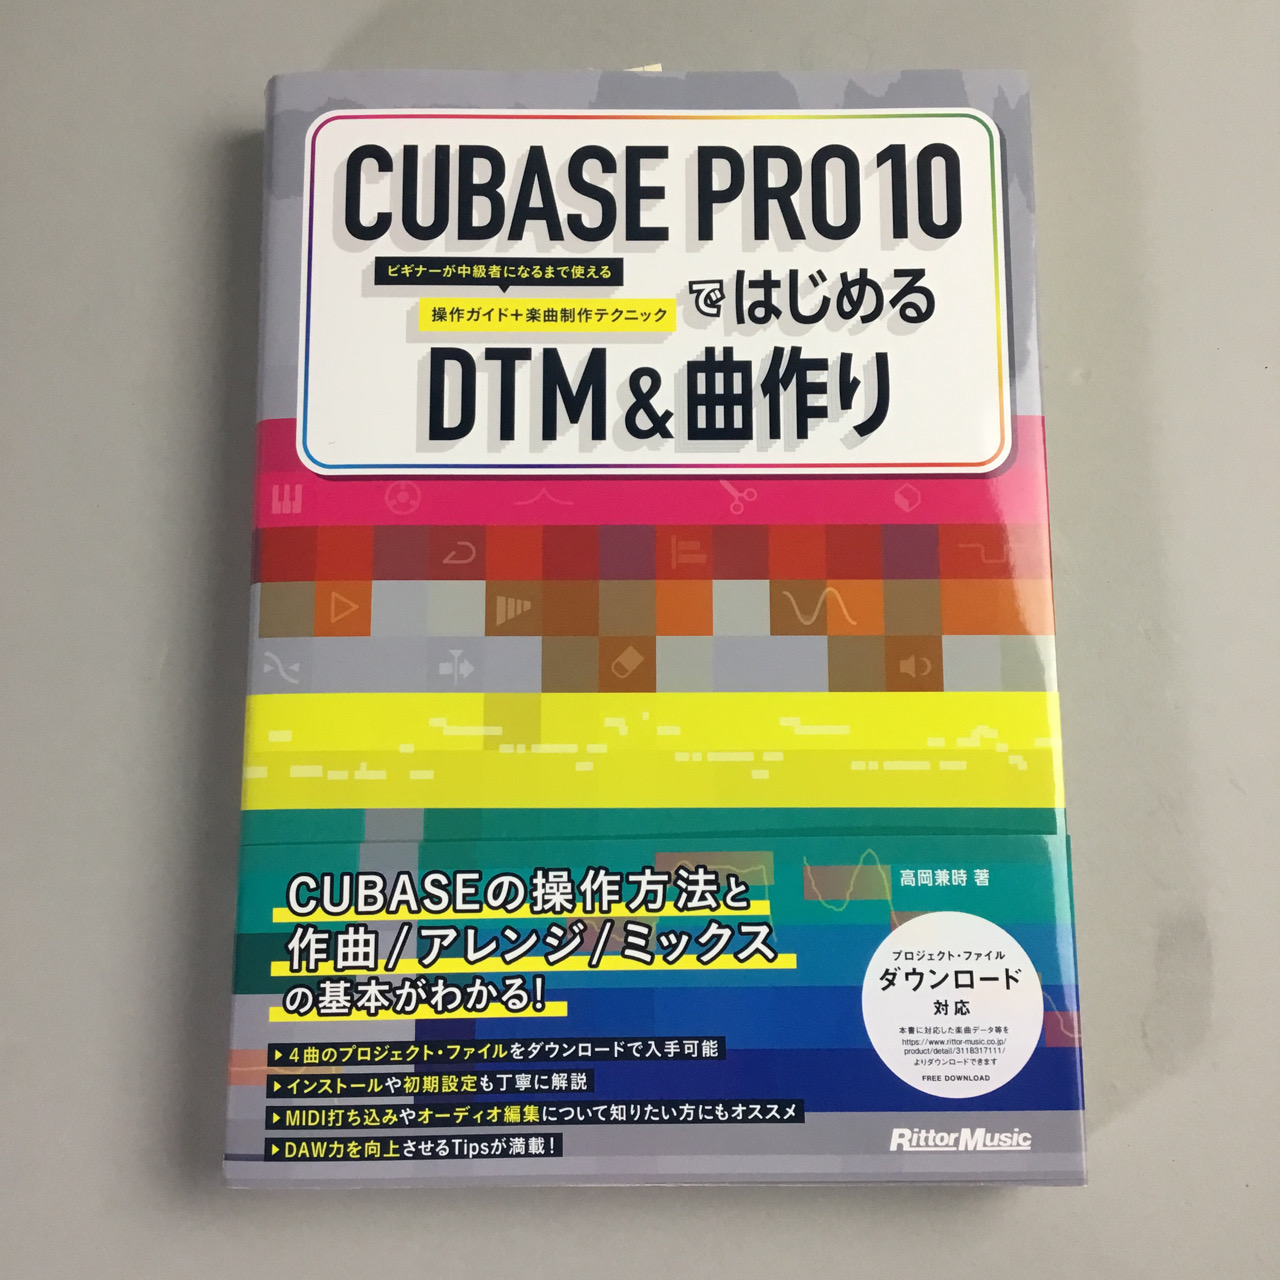 CUBASE PRO 10
ビギナーが中級者になるまで使える
操作ガイド+楽曲制作テクニック
ではじめる
DTM&曲作り
高岡兼時 著
CUBASEの操作方法と
作曲/アレンジ/ミックス
の基本がわかる!
プロジェクト・ファイル
ダウンロード
対応
本書に対応した楽曲データ等を
https://www.rittor-music.co.jp/
product/detail/3118317111/
よりダウンロードできます
FREE DOWNLOAD
4曲のプロジェクト・ファイルをダウンロードで入手可能
インストールや初期設定も丁寧に解説
MIDI打ち込みやオーディオ編集について知りたい方にもオススメ
DAW力を向上させるTipsが満載!
Rittor Music